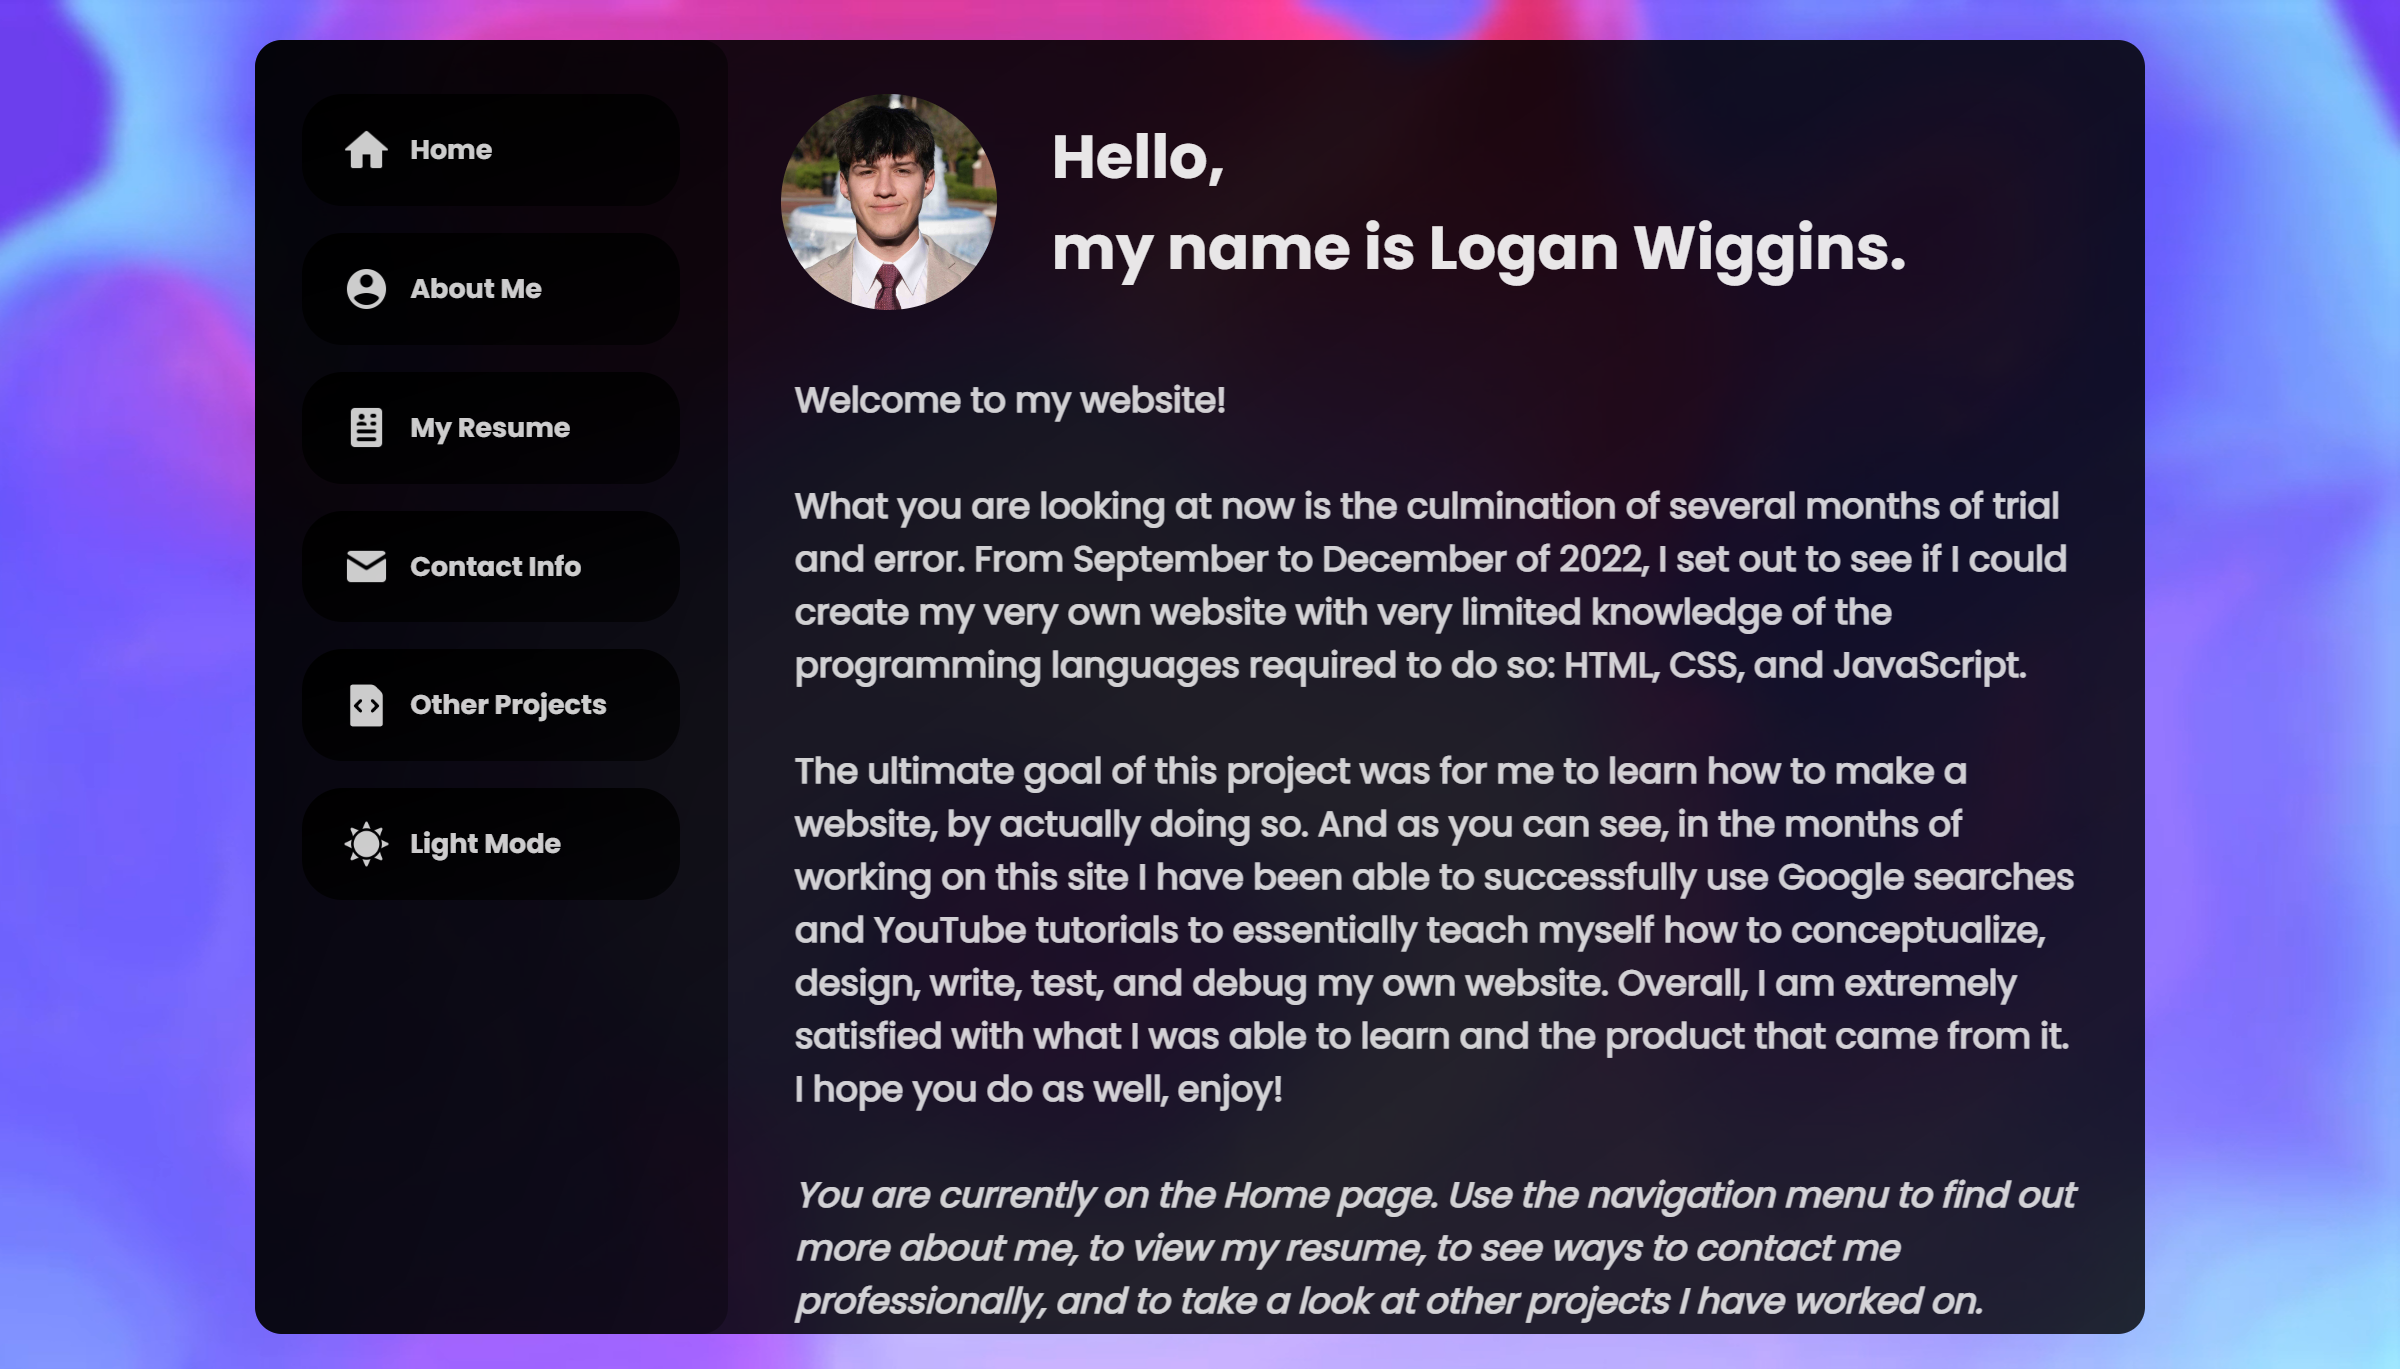 Home
About Me
My Resume
Contact Info
Other Projects
Light Mode
Hello,
my name is Logan Wiggins.
Welcome to my website!
What you are looking at now is the culmination of several months of trial
and error. From September to December of 2022, I set out to see if I could
create my very own website with very limited knowledge of the
programming languages required to do so: HTML, CSS, and JavaScript.
The ultimate goal of this project was for me to learn how to make a
website, by actually doing so. And as you can see, in the months of
working on this site I have been able to successfully use Google searches
and YouTube tutorials to essentially teach myself how to conceptualize,
design, write, test, and debug my own website. Overall, I am extremely
satisfied with what I was able to learn and the product that came from it.
I hope you do as well, enjoy!
You are currently on the Home page. Use the navigation menu to find out
more about me, to view my resume, to see ways to contact me
professionally, and to take a look at other projects I have worked on.